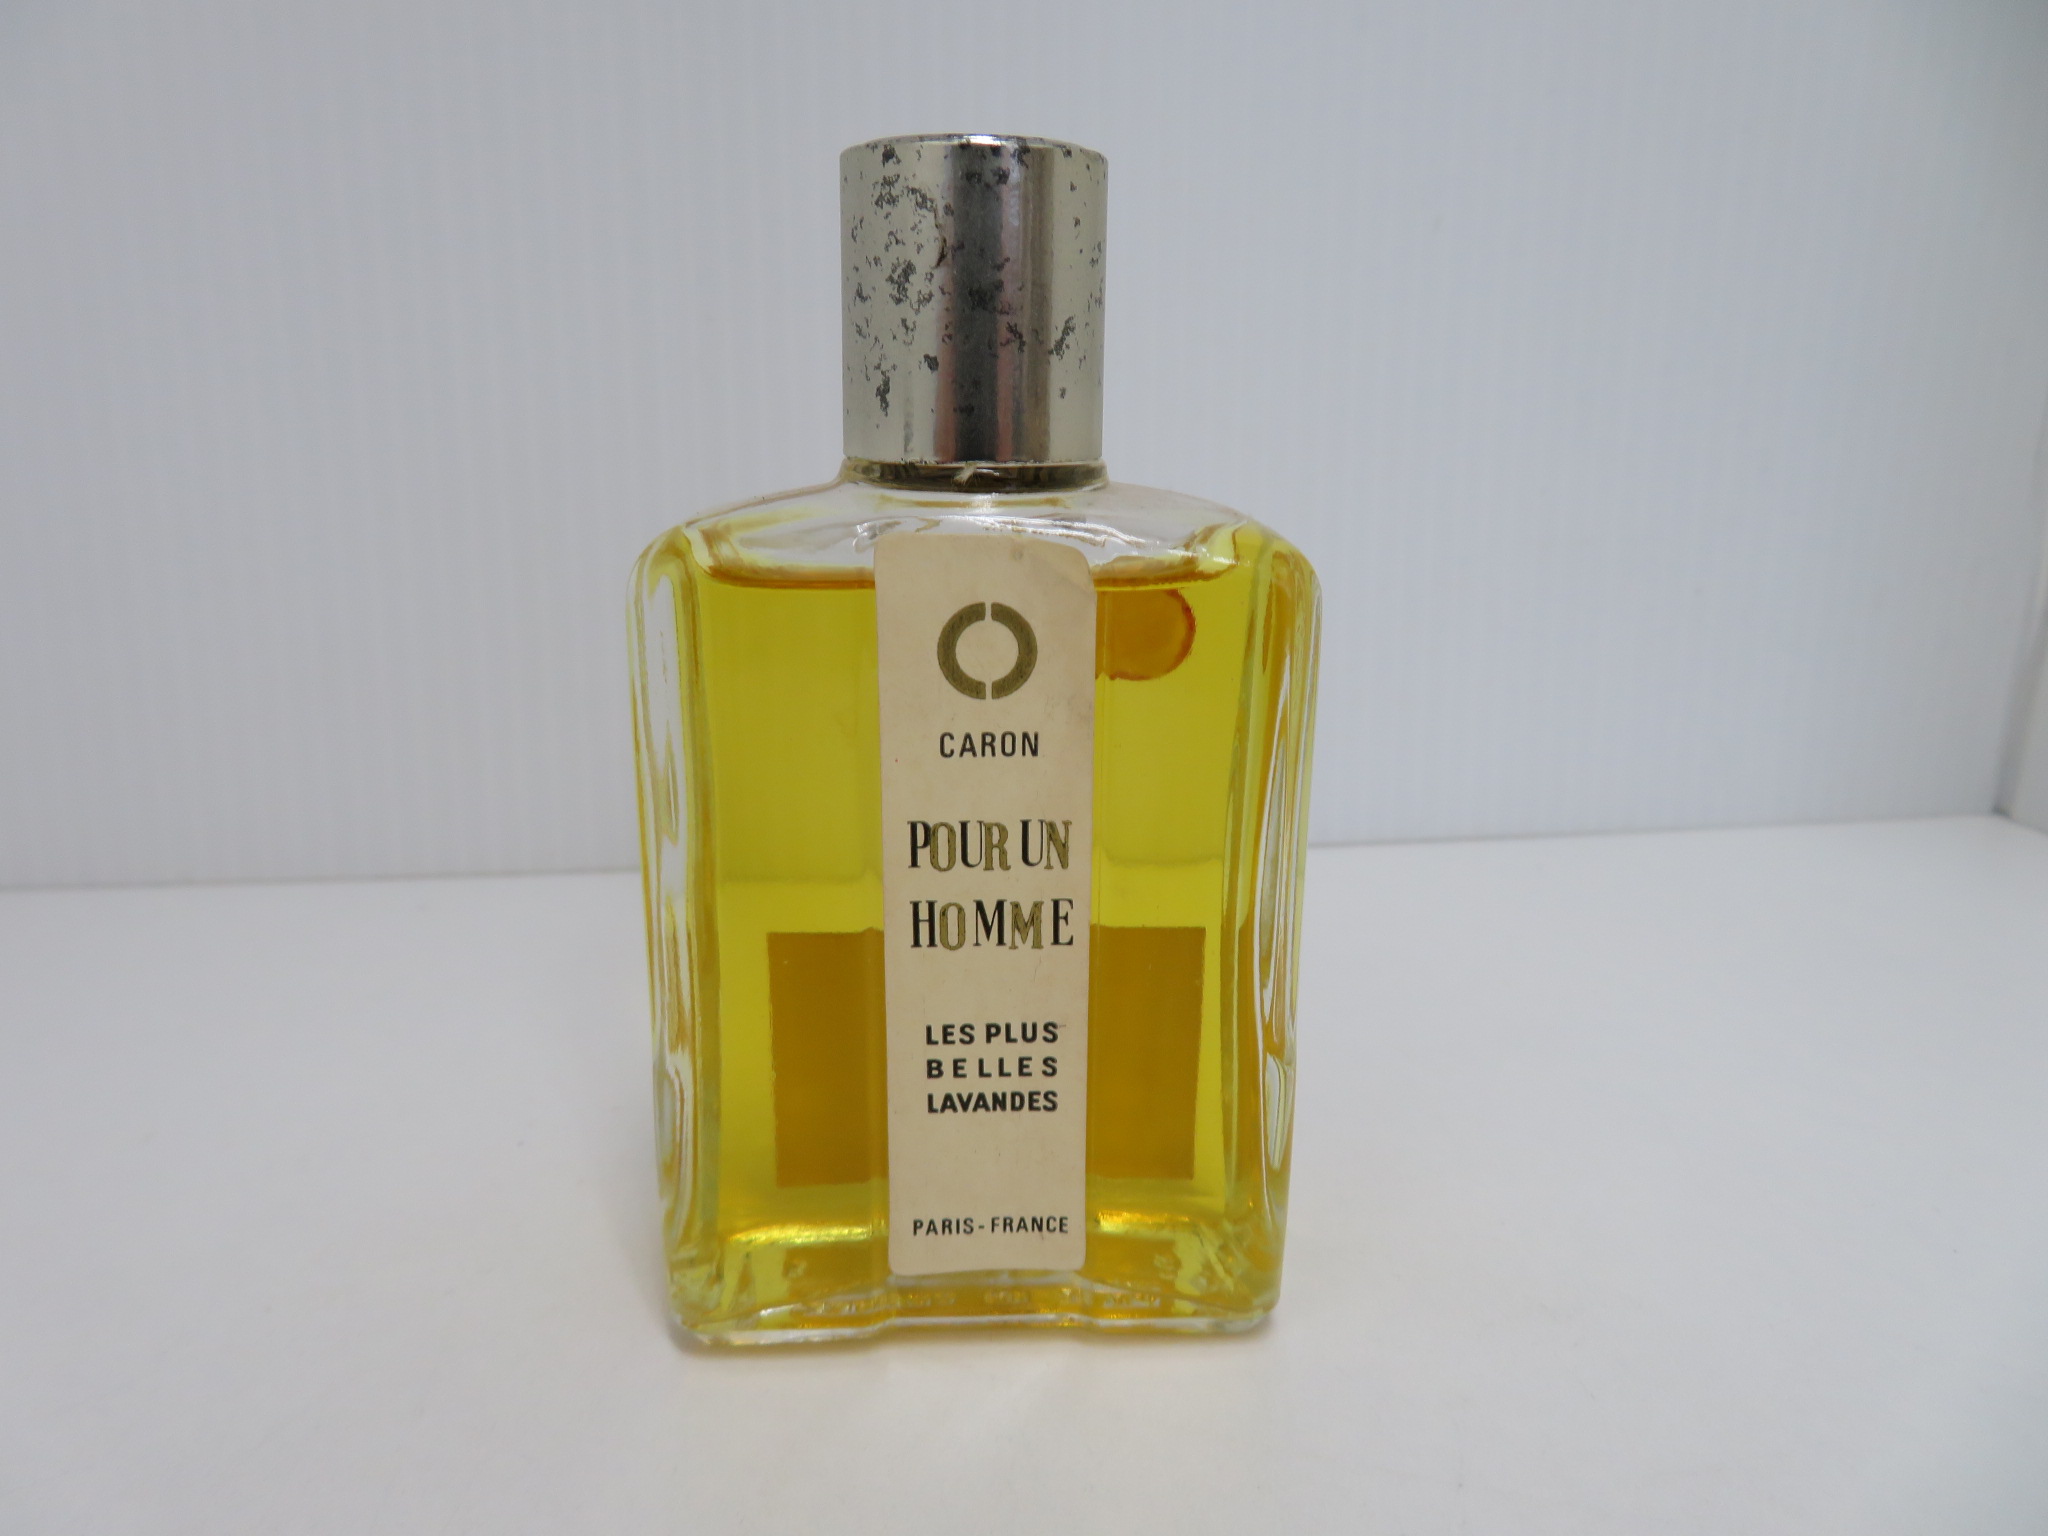 CARON
POUR UN
HOMME
LES PLUS
BELLES
LAVANDES
PARIS-FRANCE